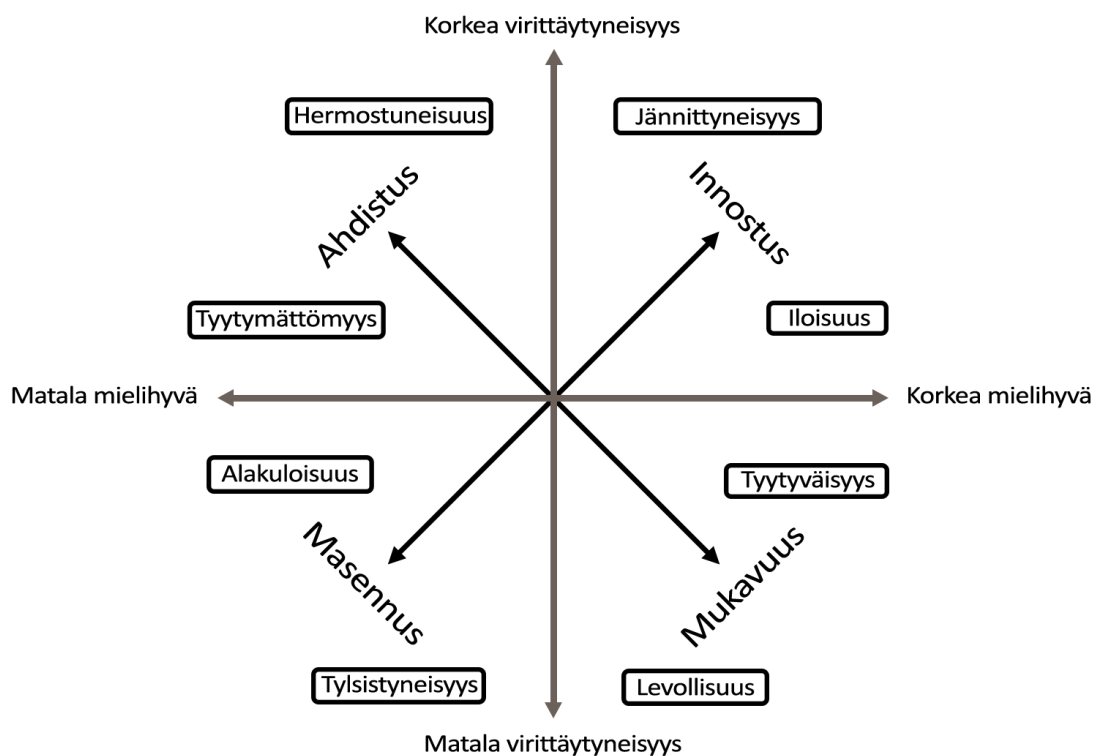 Korkea virittäytyneisyys
Hermostuneisuus
Jännittyneisyys
Ahdistus
Innostus
Tyytymättömyys
Iloisuus
Matala mielihyvä
Korkea mielihyvä
Alakuloisuus
Tyytyväisyys
Masennus
Mukavuus
Tylsistyneisyys
Levollisuus
Matala virittäytyneisyys